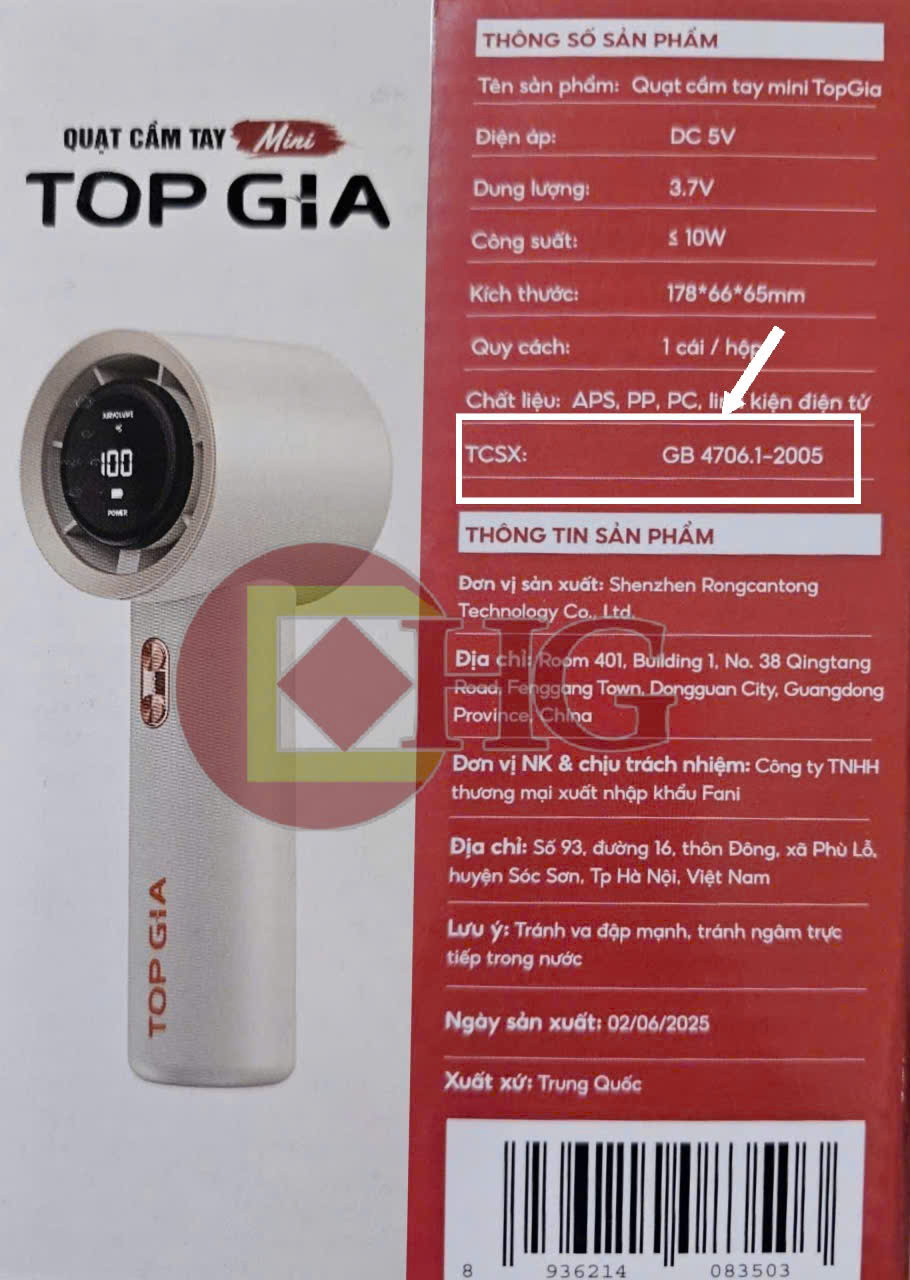 QUẠT CẦM TAY Mini
TOP GIA
AIRVOLUME
100
POWER
TOP GIA
THÔNG SỐ SẢN PHẨM
Tên sản phẩm: Quạt cầm tay mini TopGia
Điện áp: DC 5V
Dung lượng: 3.7V
Công suất: ≤ 10W
Kích thước: 178*66*65mm
Quy cách: 1 cái / hộp
Chất liệu: APS, PP, PC, linh kiện điện tử
TCSX: GB 4706.1-2005
THÔNG TIN SẢN PHẨM
Đơn vị sản xuất: Shenzhen Rongcantong
Technology Co., Ltd.
Địa chỉ: Room 401, Building 1, No. 38 Qingtang
Road, Fenggang Town, Dongguan City, Guangdong
Province, China
Đơn vị NK & chịu trách nhiệm: Công ty TNHH
thương mại xuất nhập khẩu Fani
Địa chỉ: Số 93, đường 16, thôn Đông, xã Phù Lỗ,
huyện Sóc Sơn, Tp Hà Nội, Việt Nam
Lưu ý: Tránh va đập mạnh, tránh ngâm trực
tiếp trong nước
Ngày sản xuất: 02/06/2025
Xuất xứ: Trung Quốc
8 936214 083503
HG